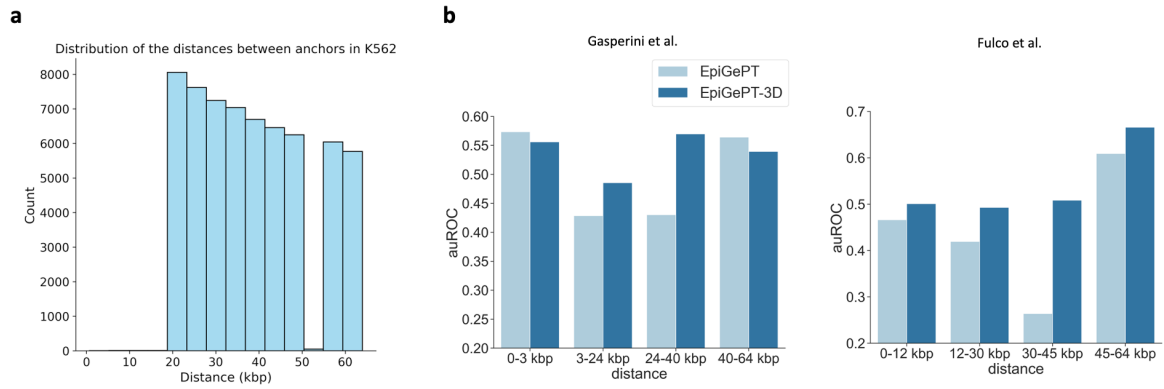 a
Distribution of the distances between anchors in K562
Count
8000
7000
6000
5000
4000
3000
2000
1000
0
0 10 20 30 40 50 60
Distance (kbp)
b
Gasperini et al.
EpiGePT
EpiGePT-3D
auROC
0.60
0.55
0.50
0.45
0.40
0.35
0.30
0.25
0.20
0-3 kbp 3-24 kbp 24-40 kbp 40-64 kbp
distance
Fulco et al.
auROC
0.7
0.6
0.5
0.4
0.3
0.2
0-12 kbp 12-30 kbp 30-45 kbp 45-64 kbp
distance